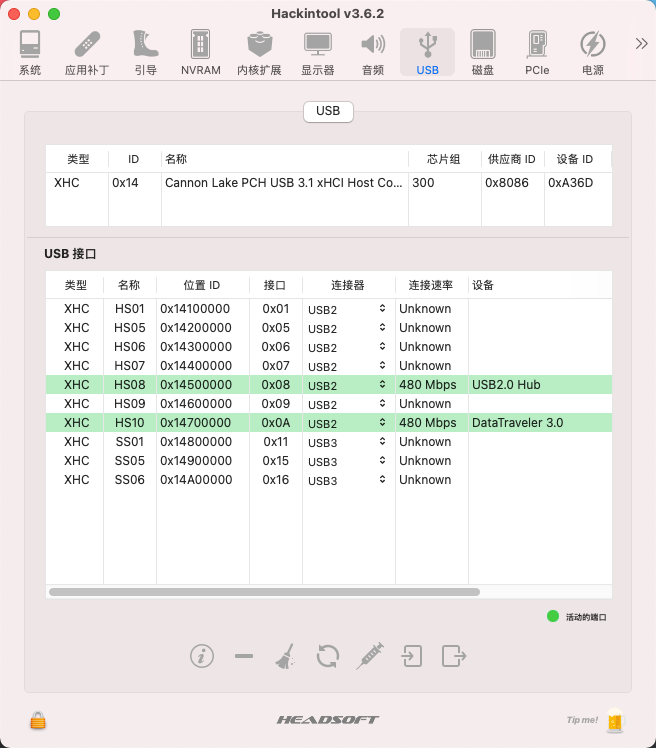 Hackintool v3.6.2
系统 应用补丁 引导 NVRAM 内核扩展 显示器 音频 USB 磁盘 PCIe 电源
USB
类型 ID 名称 芯片组 供应商 ID 设备 ID
XHC 0x14 Cannon Lake PCH USB 3.1 xHCI Host Co... 300 0x8086 0xA36D
USB 接口
类型 名称 位置 ID 接口 连接器 连接速率 设备
XHC HS01 0x14100000 0x01 USB2 Unknown
XHC HS05 0x14200000 0x05 USB2 Unknown
XHC HS06 0x14300000 0x06 USB2 Unknown
XHC HS07 0x14400000 0x07 USB2 Unknown
XHC HS08 0x14500000 0x08 USB2 480 Mbps USB2.0 Hub
XHC HS09 0x14600000 0x09 USB2 Unknown
XHC HS10 0x14700000 0x0A USB2 480 Mbps DataTraveler 3.0
XHC SS01 0x14800000 0x11 USB3 Unknown
XHC SS05 0x14900000 0x15 USB3 Unknown
XHC SS06 0x14A00000 0x16 USB3 Unknown
活动的端口
HEADSOFT
Tip me!